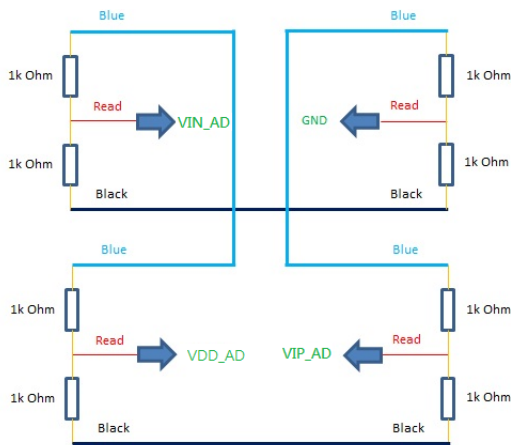 Blue
Blue
1k Ohm
1k Ohm
Read
VIN_AD
GND
Read
1k Ohm
1k Ohm
Black
Black
Blue
Blue
1k Ohm
1k Ohm
Read
VDD_AD
VIP_AD
Read
1k Ohm
1k Ohm
Black
Black